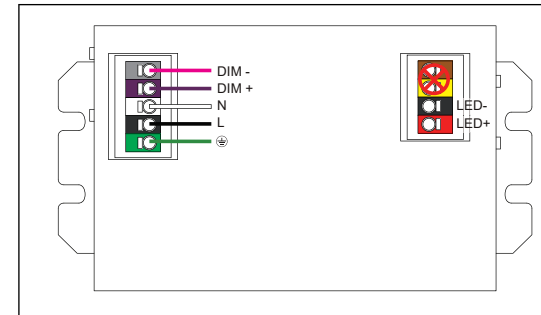 DIM -
DIM +
N
L
LED-
LED+